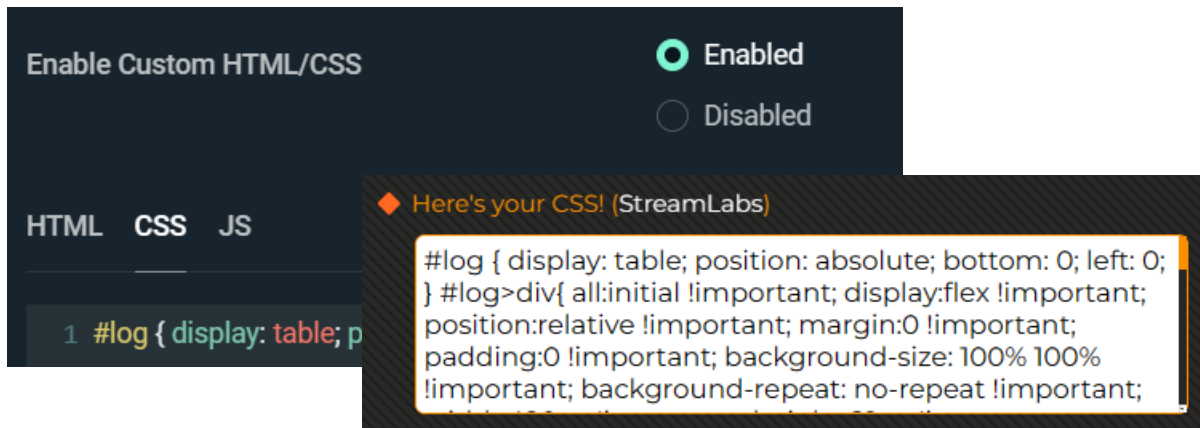 Enable Custom HTML/CSS
Enabled
Disabled
HTML CSS JS
1 #log { display: table; p
Here's your CSS! (StreamLabs)
#log { display: table; position: absolute; bottom: 0; left: 0;
} #log>div{ all:initial !important; display:flex !important;
position:relative !important; margin:0 !important;
padding:0 !important; background-size: 100% 100%
!important; background-repeat: no-repeat !important;